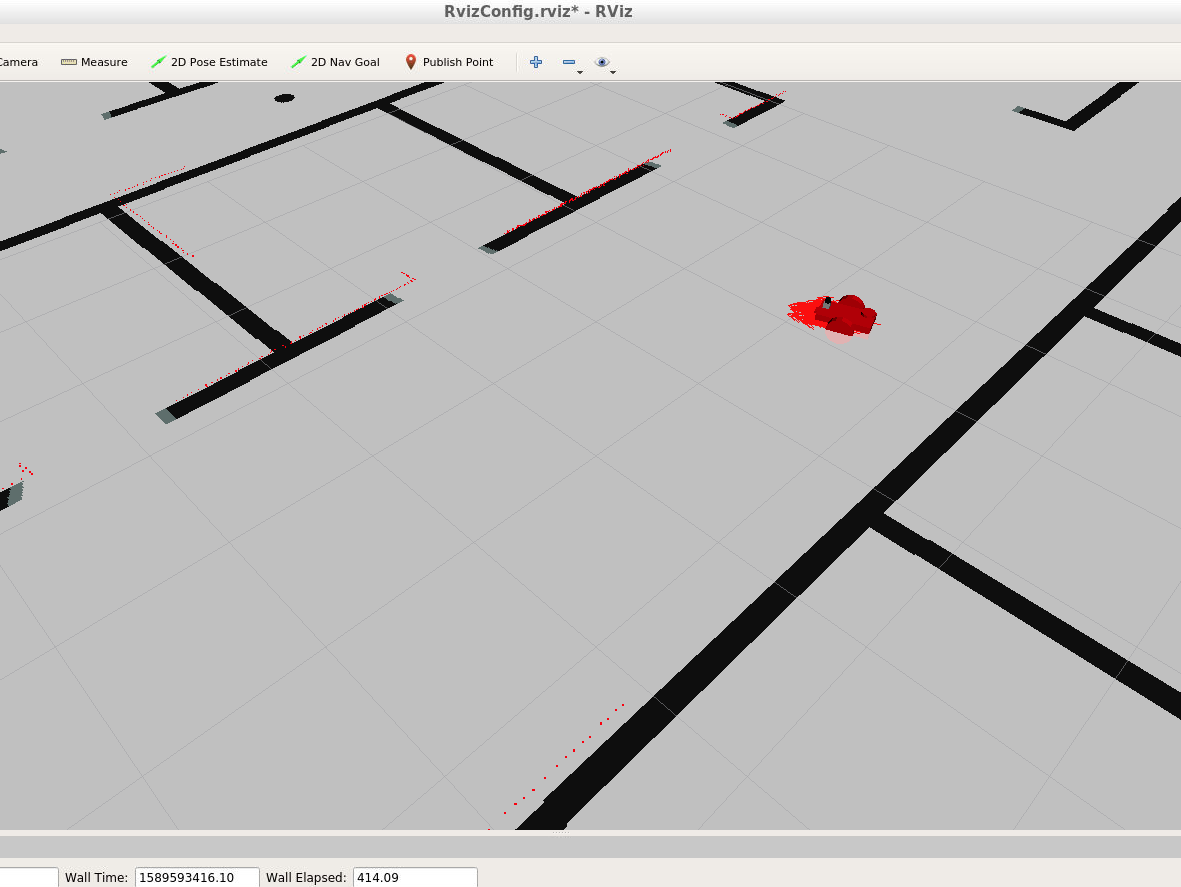 RvizConfig.rviz* - RViz
Camera Measure 2D Pose Estimate 2D Nav Goal Publish Point
Wall Time: 1589593416.10 Wall Elapsed: 414.09